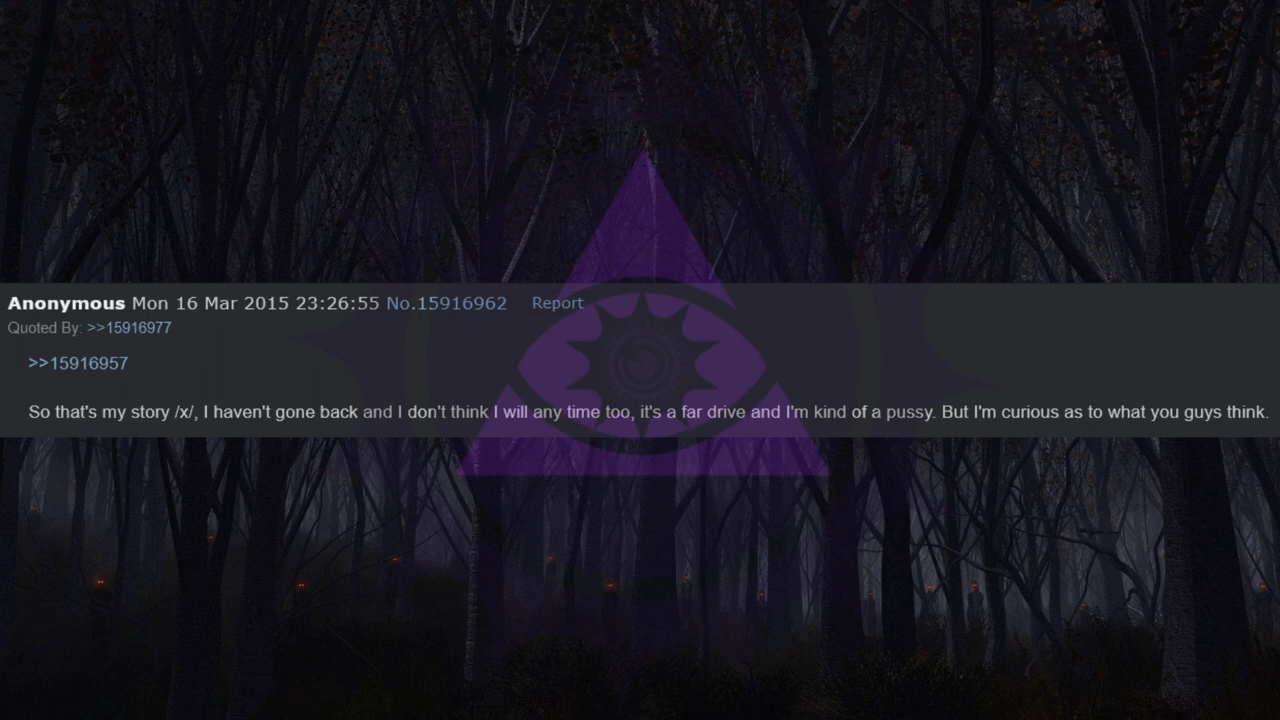 Anonymous Mon 16 Mar 2015 23:26:55 No.15916962 Report
Quoted By: >>15916977
>>15916957
So that's my story /x/, I haven't gone back and I don't think I will any time too, it's a far drive and I'm kind of a pussy. But I'm curious as to what you guys think.